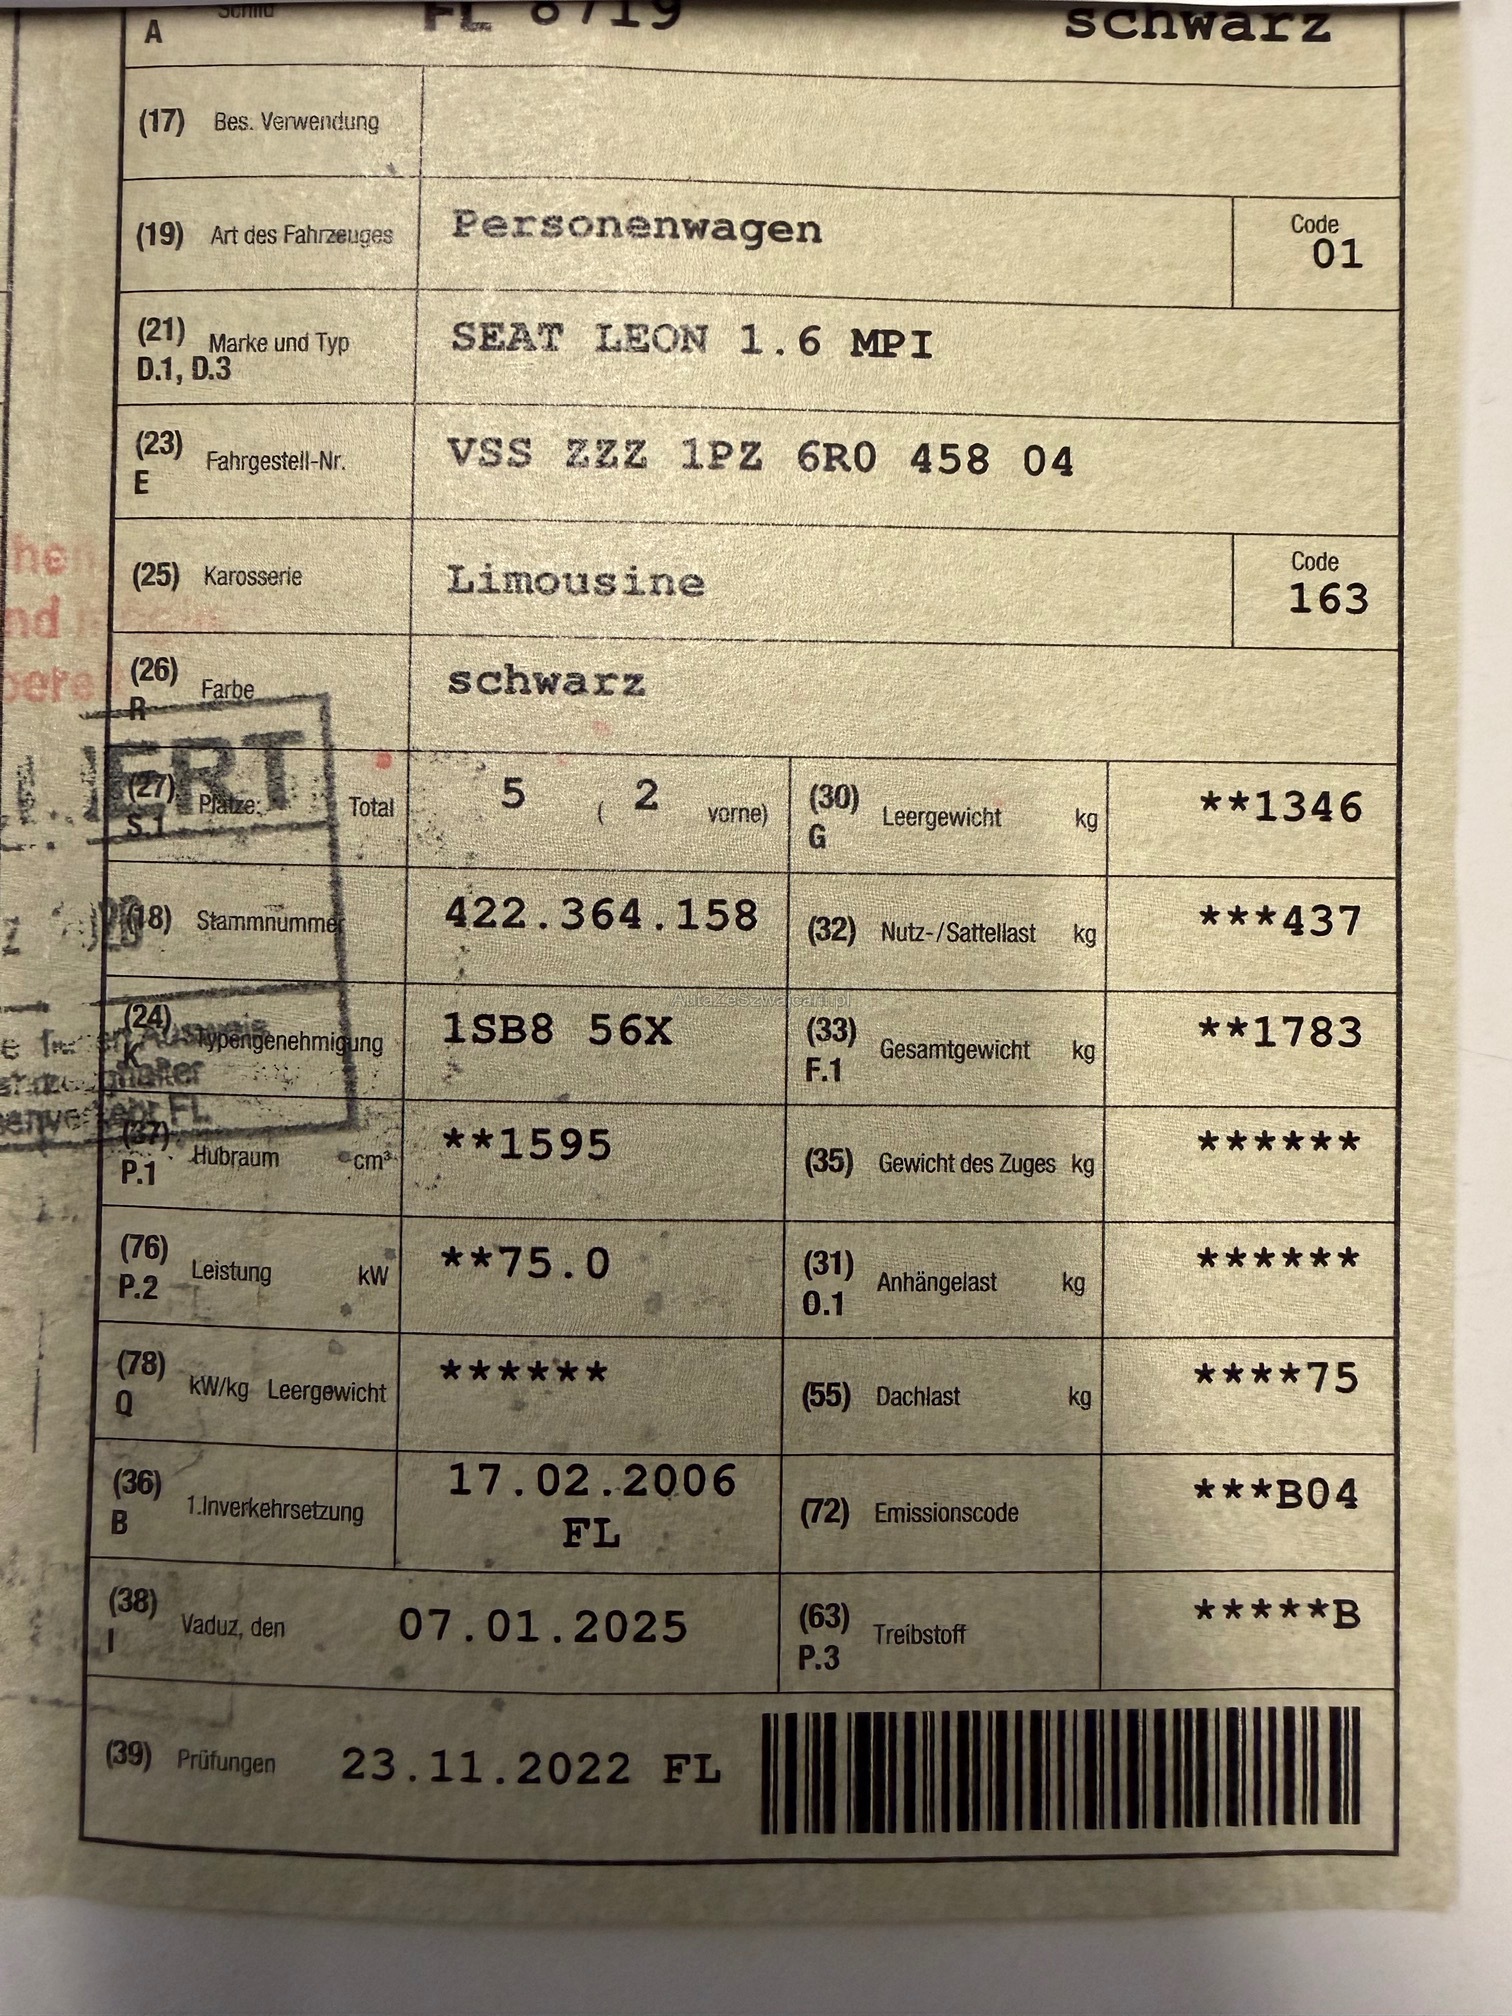 A Schild FL 8719 schwarz
(17) Bes. Verwendung
(19) Art des Fahrzeuges Personenwagen Code 01
(21) Marke und Typ SEAT LEON 1.6 MPI
D.1, D.3
(23) Fahrgestell-Nr. VSS ZZZ 1PZ 6R0 458 04
E
(25) Karosserie Limousine Code 163
(26) Farbe schwarz
R
(27) Plätze: Total 5 ( 2 vorne) (30) Leergewicht kg **1346
S.1 G
(18) Stammnummer 422.364.158 (32) Nutz-/Sattellast kg ***437
AutaZeSzwajcarii.pl
(24) Typengenehmigung 1SB8 56X (33) Gesamtgewicht kg **1783
K F.1
(37) Hubraum cm³ **1595 (35) Gewicht des Zuges kg ******
P.1
(76) Leistung kW **75.0 (31) Anhängelast kg ******
P.2 O.1
(78) kW/kg Leergewicht ****** (55) Dachlast kg ****75
Q
(36) 1.Inverkehrsetzung 17.02.2006 (72) Emissionscode ***B04
B FL
(38) Vaduz, den 07.01.2025 (63) Treibstoff *****B
I P.3
(39) Prüfungen 23.11.2022 FL